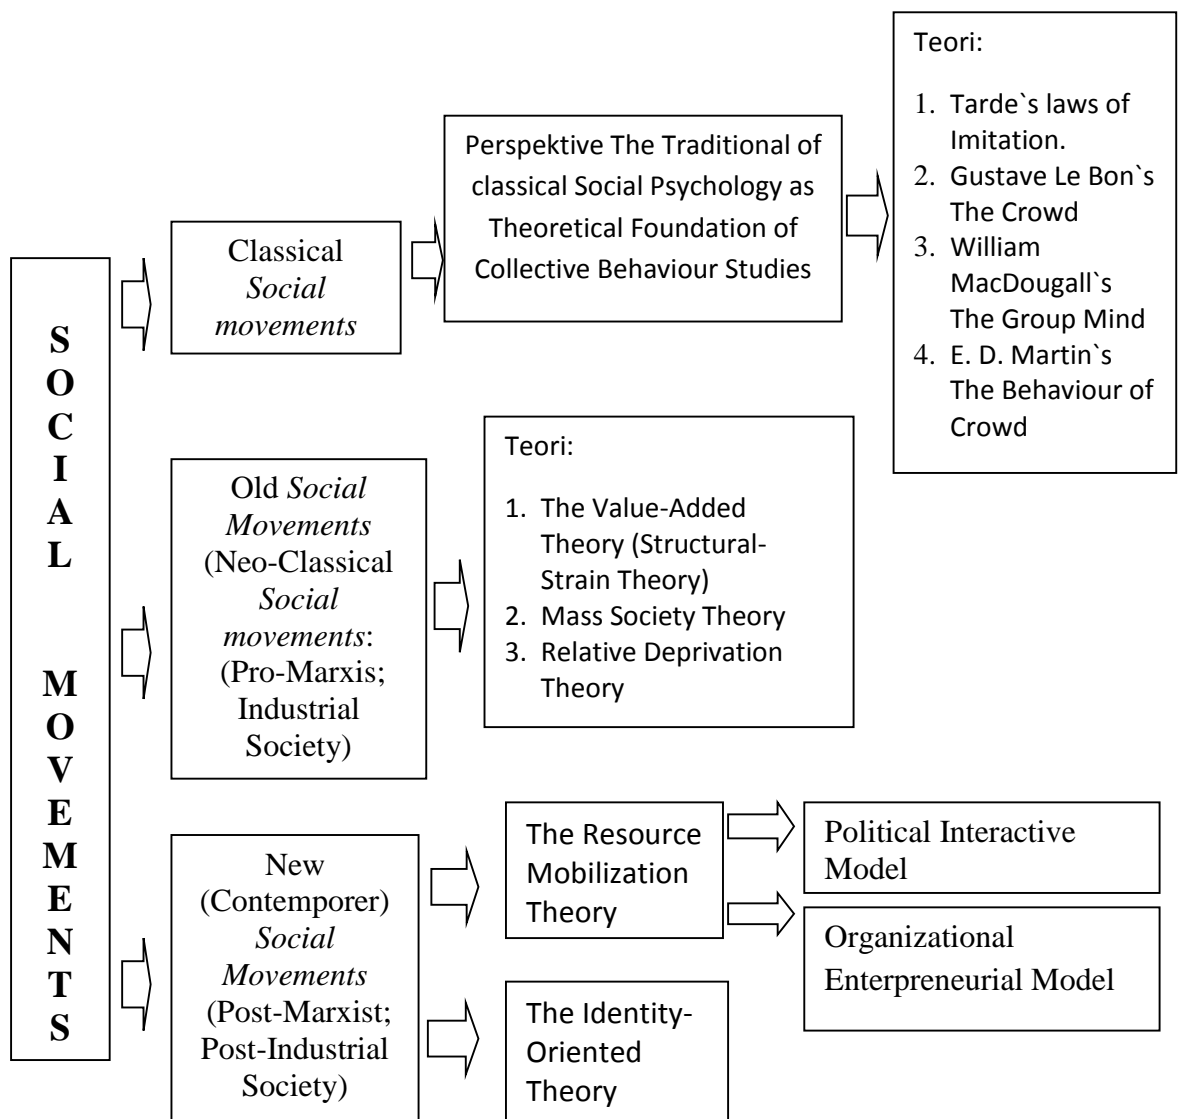 SOCIAL MOVEMENTS
Classical
Social
movements
Perspektive The Traditional of
classical Social Psychology as
Theoretical Foundation of
Collective Behaviour Studies
Teori:
1. Tarde`s laws of
Imitation.
2. Gustave Le Bon`s
The Crowd
3. William
MacDougall`s
The Group Mind
4. E. D. Martin`s
The Behaviour of
Crowd
Old Social
Movements
(Neo-Classical
Social
movements:
(Pro-Marxis;
Industrial
Society)
Teori:
1. The Value-Added
Theory (Structural-
Strain Theory)
2. Mass Society Theory
3. Relative Deprivation
Theory
New
(Contemporer)
Social
Movements
(Post-Marxist;
Post-Industrial
Society)
The Resource
Mobilization
Theory
Political Interactive
Model
Organizational
Enterpreneurial Model
The Identity-
Oriented
Theory